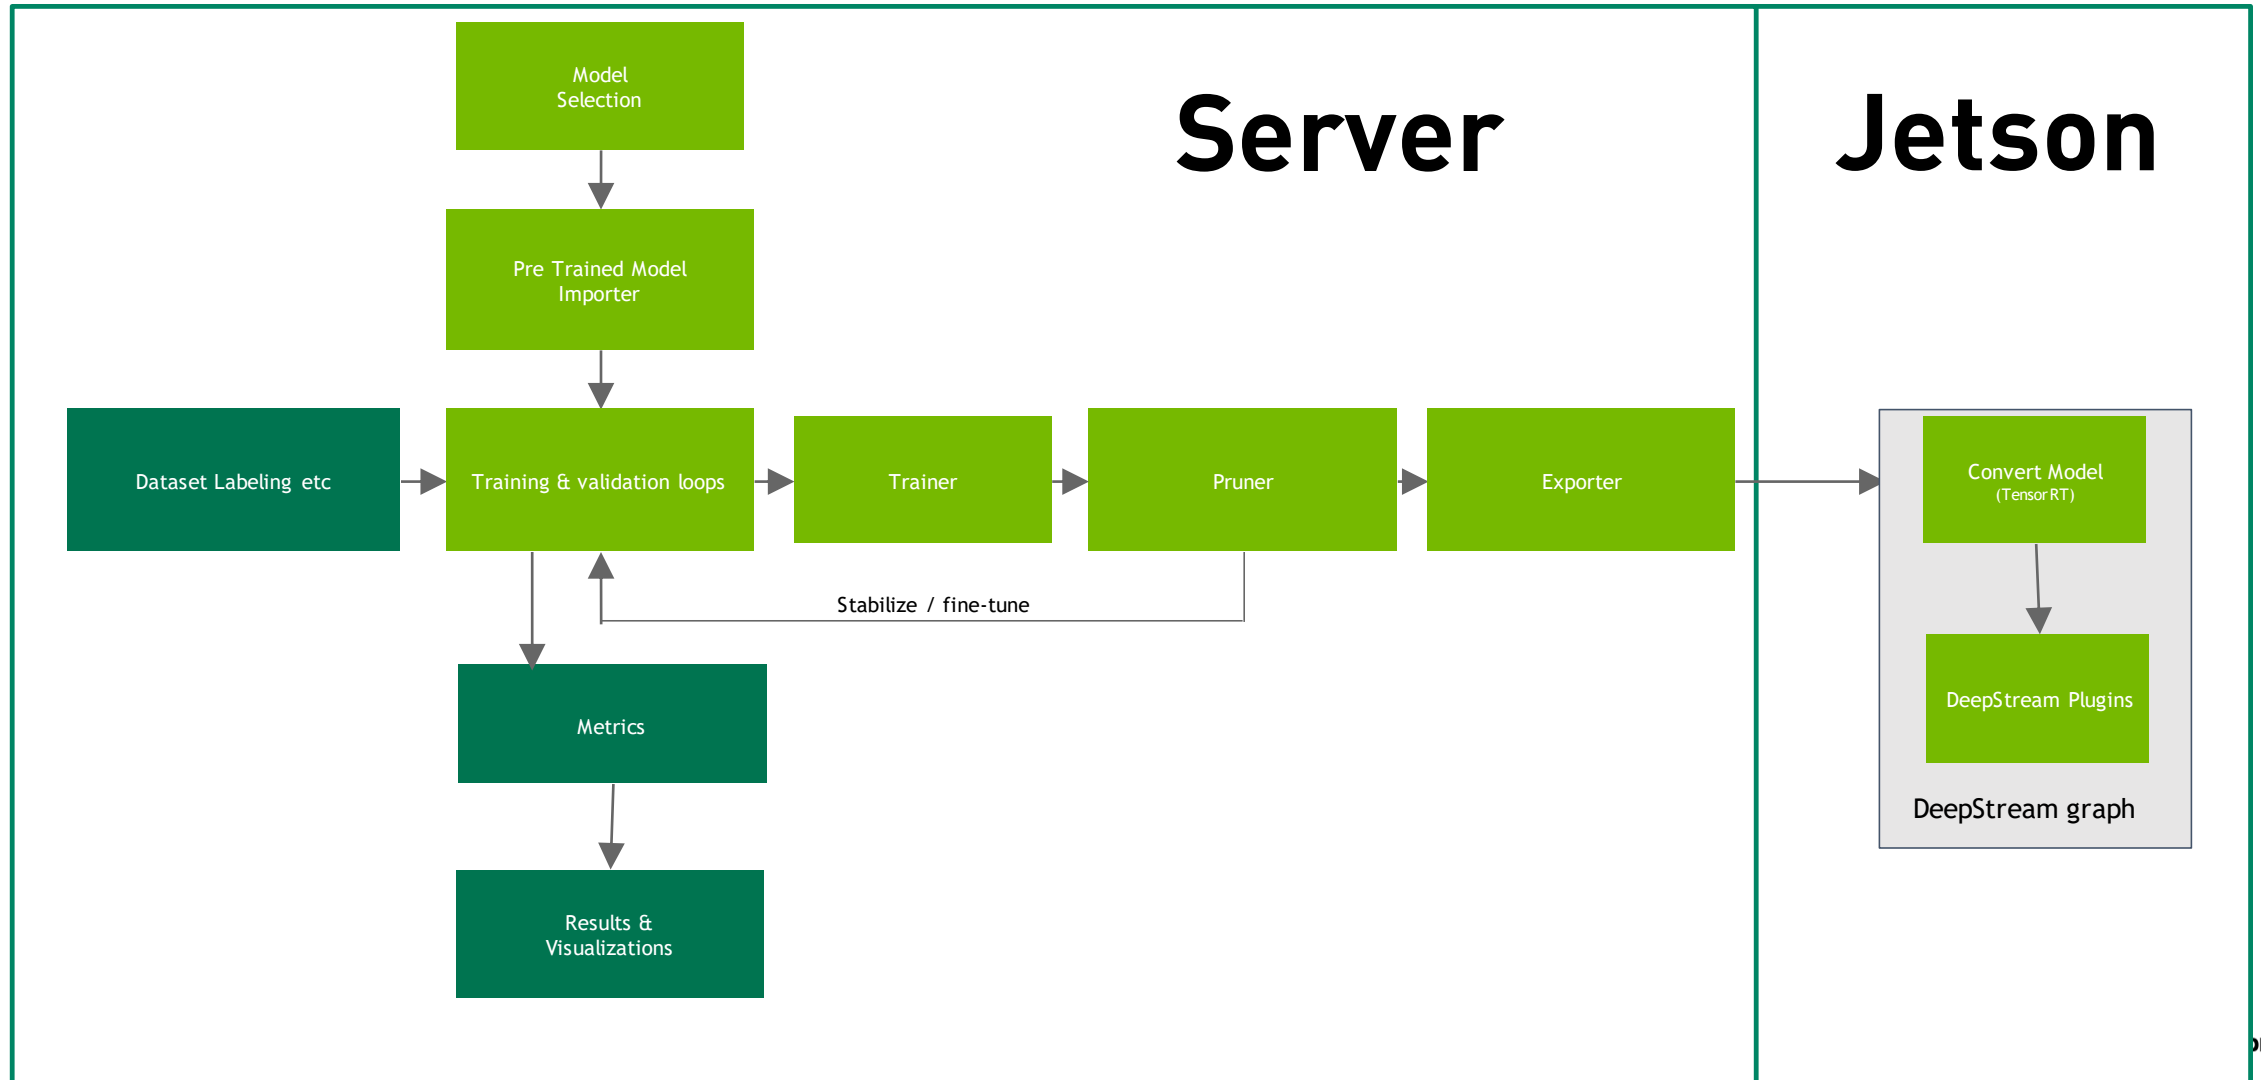 Model
Selection
Server
Jetson
Pre Trained Model
Importer
Dataset Labeling etc
Training & validation loops
Trainer
Pruner
Exporter
Convert Model
(TensorRT)
Stabilize / fine-tune
Metrics
DeepStream Plugins
DeepStream graph
Results &
Visualizations